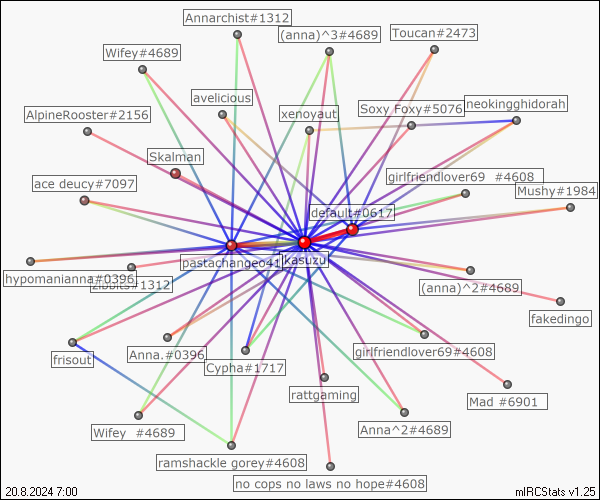 Annarchist#1312
(anna)^3#4689
Toucan#2473
Wifey#4689
avelicious
xenoyaut
Soxy Foxy#5076
neokingghidorah
AlpineRooster#2156
Skalman
ace deucy#7097
girlfriendlover69 #4608
Mushy#1984
default#0617
pastachangeo41
kasuzu
hypomanianna#0396
#1312
(anna)^2#4689
fakedingo
frisout
Anna.#0396
Cypha#1717
girlfriendlover69#4608
rattgaming
Mad #6901
Wifey #4689
Anna^2#4689
ramshackle gorey#4608
no cops no laws no hope#4608
20.8.2024 7:00
mIRCStats v1.25